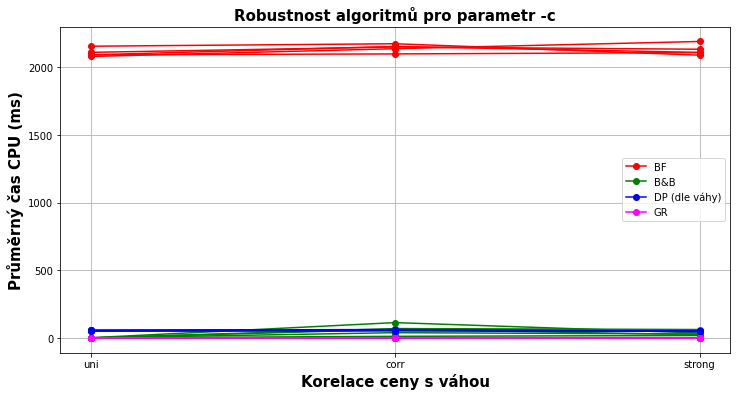 Robustnost algoritmů pro parametr -c
Průměrný čas CPU (ms)
2000
1500
1000
500
0
BF
B&B
DP (dle váhy)
GR
uni
corr
strong
Korelace ceny s váhou